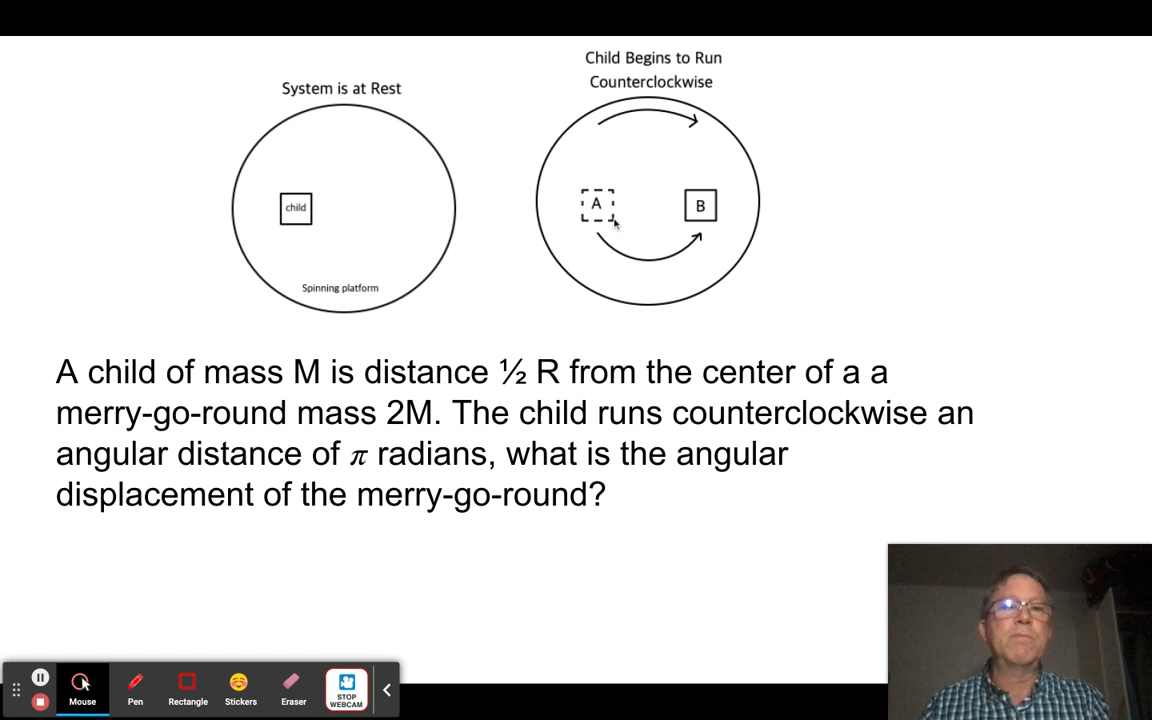 System is at Rest
child
Spinning platform
Child Begins to Run
Counterclockwise
A
B
A child of mass M is distance ½ R from the center of a a
merry-go-round mass 2M. The child runs counterclockwise an
angular distance of 𝜋 radians, what is the angular
displacement of the merry-go-round?
Mouse
Pen
Rectangle
Stickers
Eraser
STOP
WEBCAM